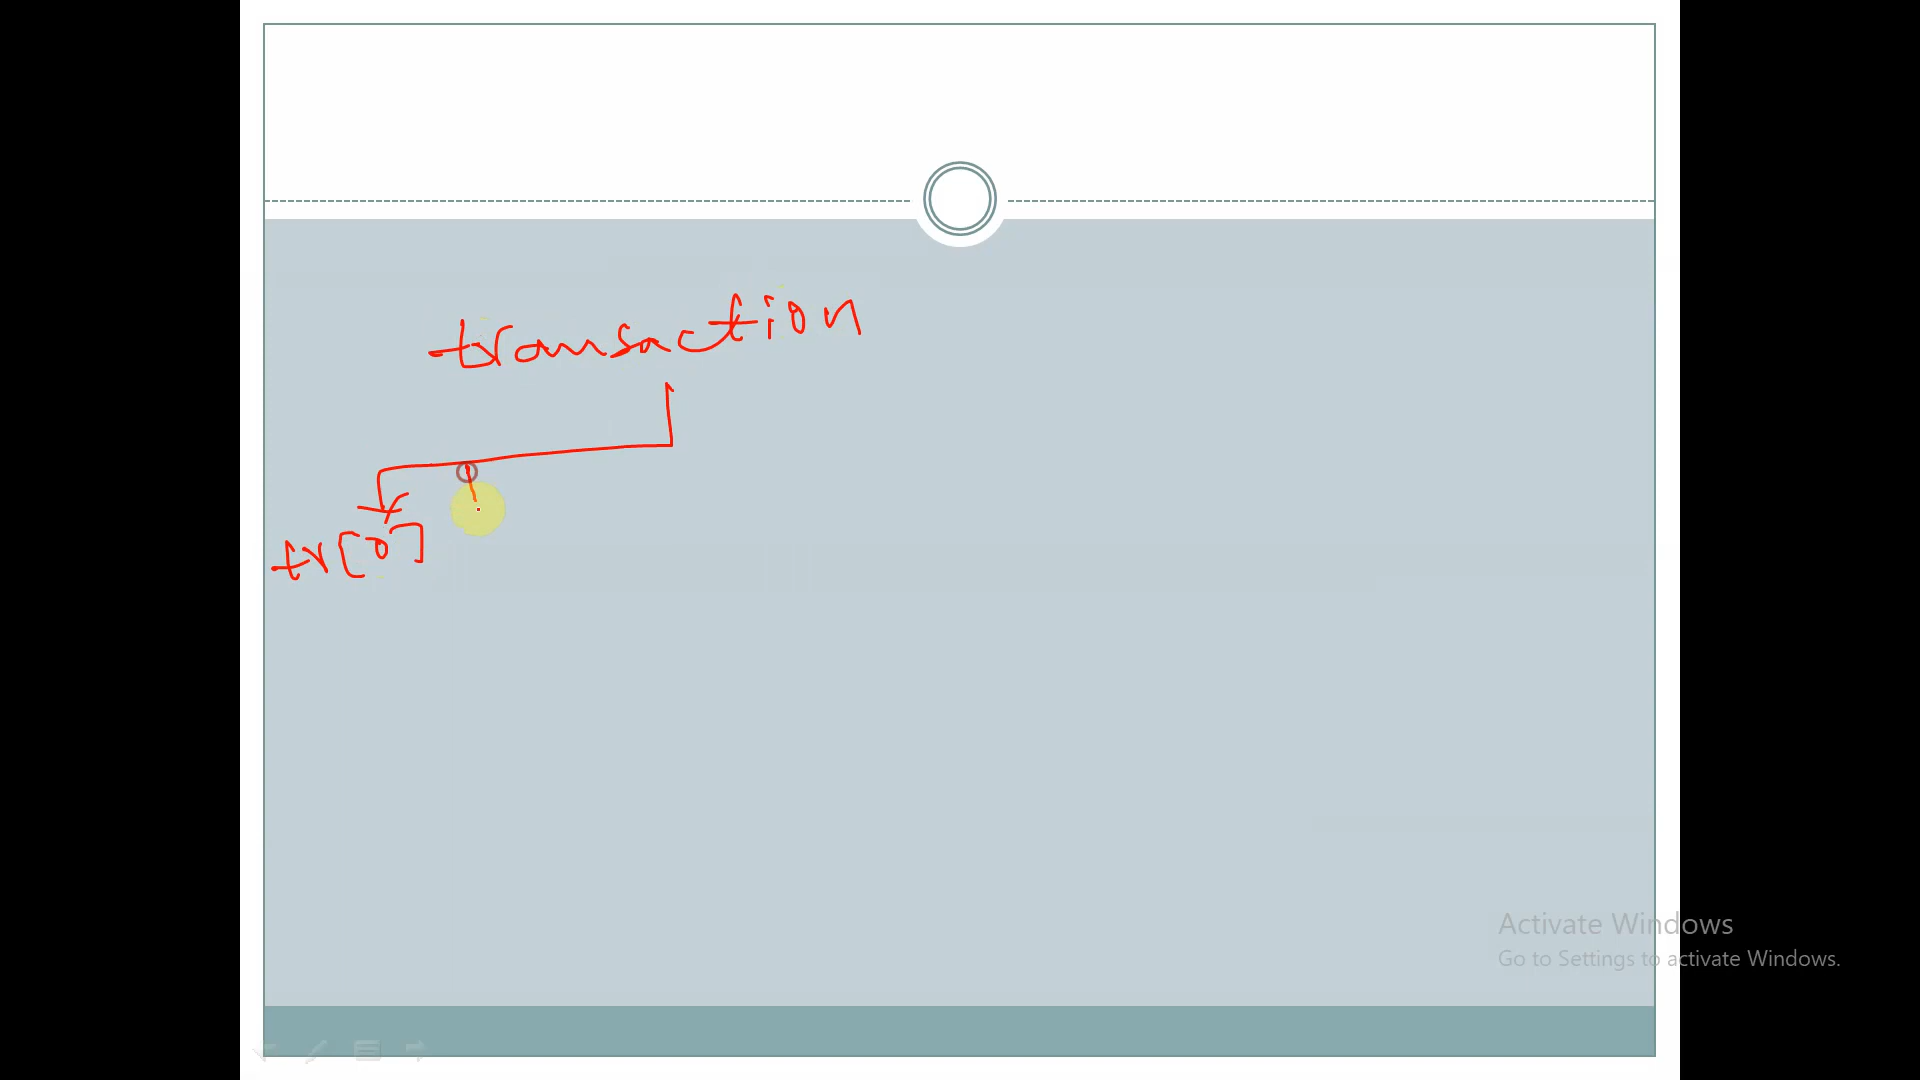 transaction
tr[0]
Activate Windows
Go to Settings to activate Windows.